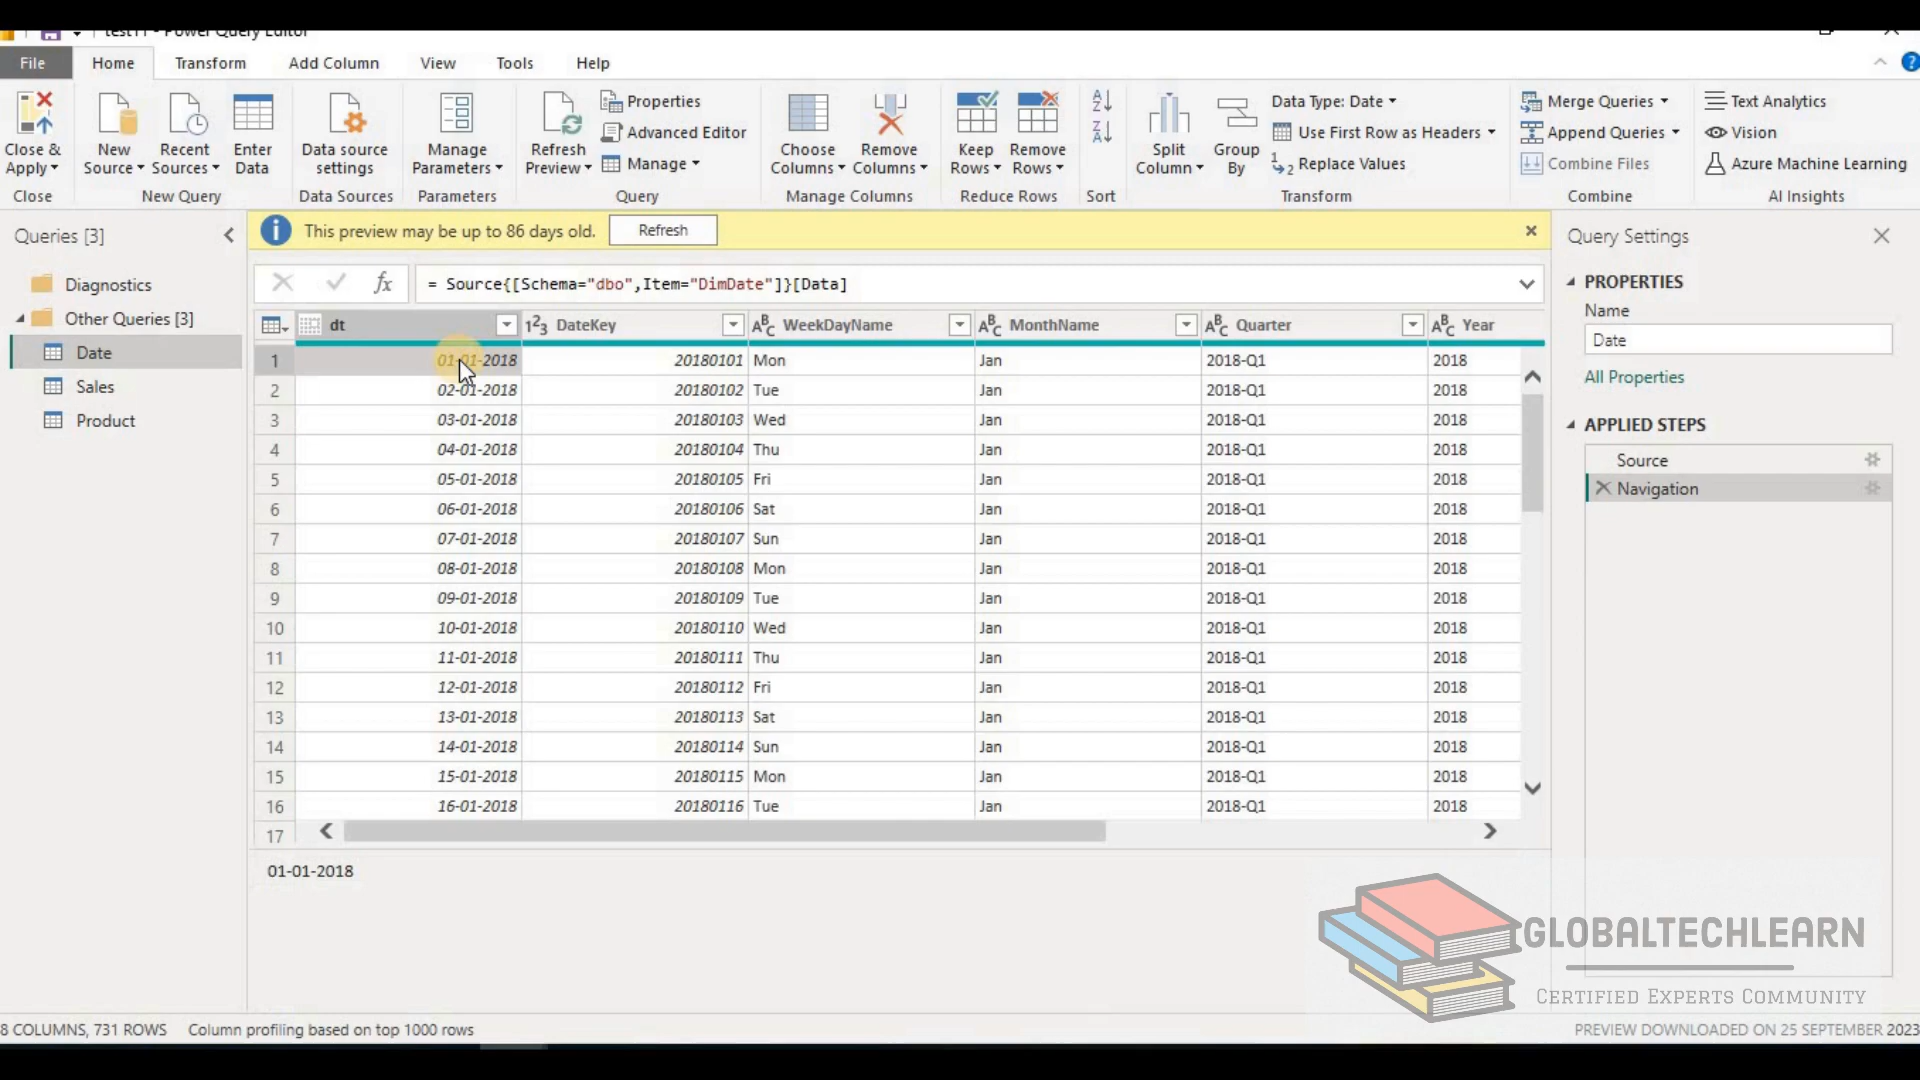 test11 - Power Query Editor
File Home Transform Add Column View Tools Help
Close & Apply
New Source
Recent Sources
Enter Data
Data source settings
Manage Parameters
Refresh Preview
Properties
Advanced Editor
Manage
Choose Columns
Remove Columns
Keep Rows
Remove Rows
Split Column
Group By
Data Type: Date
Use First Row as Headers
Replace Values
Merge Queries
Append Queries
Combine Files
Text Analytics
Vision
Azure Machine Learning
Close New Query Data Sources Parameters Query Manage Columns Reduce Rows Sort Transform Combine AI Insights
Queries [3]
Diagnostics
Other Queries [3]
Date
Sales
Product
This preview may be up to 86 days old. Refresh
fx = Source{[Schema="dbo",Item="DimDate"]}[Data]
dt 123 DateKey ABC WeekDayName ABC MonthName ABC Quarter ABC Year
1 01-01-2018 20180101 Mon Jan 2018-Q1 2018
2 02-01-2018 20180102 Tue Jan 2018-Q1 2018
3 03-01-2018 20180103 Wed Jan 2018-Q1 2018
4 04-01-2018 20180104 Thu Jan 2018-Q1 2018
5 05-01-2018 20180105 Fri Jan 2018-Q1 2018
6 06-01-2018 20180106 Sat Jan 2018-Q1 2018
7 07-01-2018 20180107 Sun Jan 2018-Q1 2018
8 08-01-2018 20180108 Mon Jan 2018-Q1 2018
9 09-01-2018 20180109 Tue Jan 2018-Q1 2018
10 10-01-2018 20180110 Wed Jan 2018-Q1 2018
11 11-01-2018 20180111 Thu Jan 2018-Q1 2018
12 12-01-2018 20180112 Fri Jan 2018-Q1 2018
13 13-01-2018 20180113 Sat Jan 2018-Q1 2018
14 14-01-2018 20180114 Sun Jan 2018-Q1 2018
15 15-01-2018 20180115 Mon Jan 2018-Q1 2018
16 16-01-2018 20180116 Tue Jan 2018-Q1 2018
17
01-01-2018
Query Settings
PROPERTIES
Name
Date
All Properties
APPLIED STEPS
Source
Navigation
GLOBALTECHLEARN
CERTIFIED EXPERTS COMMUNITY
8 COLUMNS, 731 ROWS Column profiling based on top 1000 rows
PREVIEW DOWNLOADED ON 25 SEPTEMBER 2023